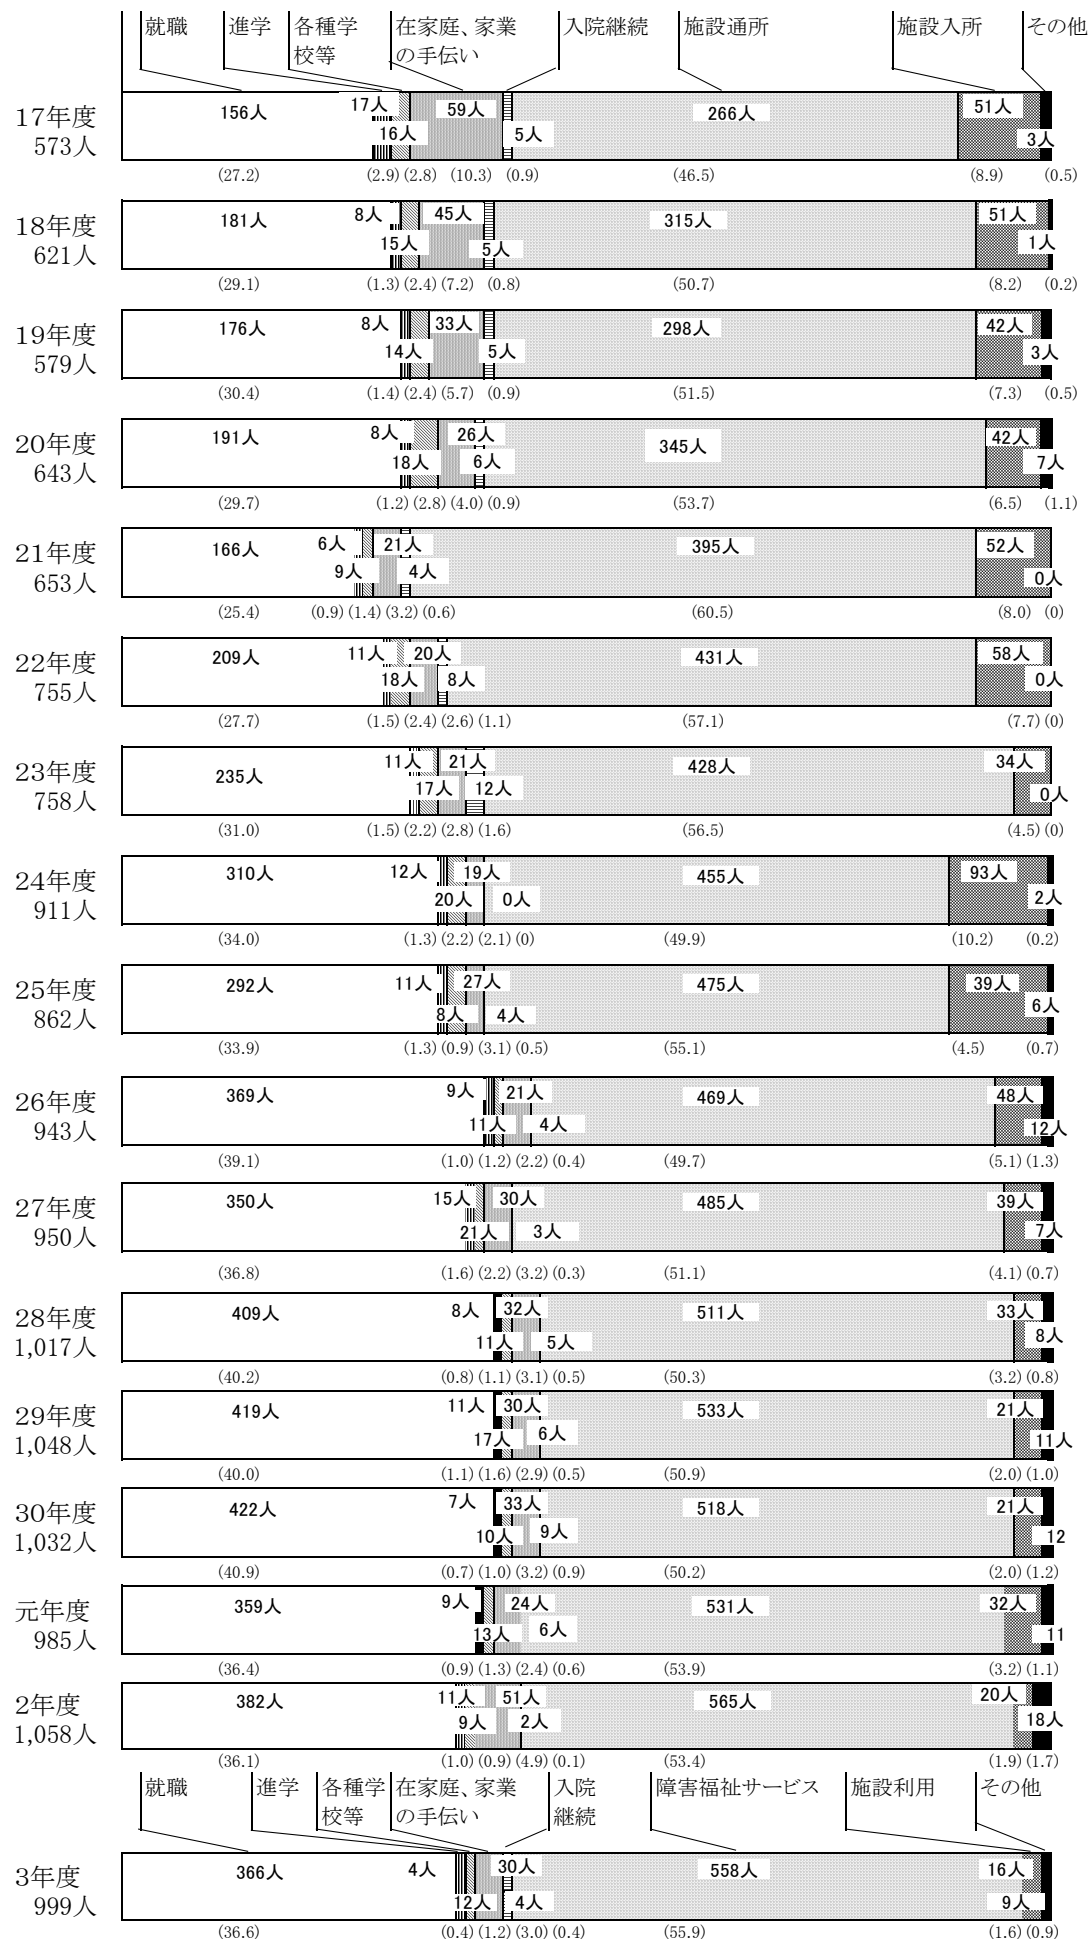 就職 進学 各種学校等 在家庭、家業の手伝い 入院継続 施設通所 施設入所 その他
17年度
573人
156人 17人 16人 59人 5人 266人 51人 3人
(27.2) (2.9) (2.8) (10.3) (0.9) (46.5) (8.9) (0.5)
18年度
621人
181人 8人 15人 45人 5人 315人 51人 1人
(29.1) (1.3) (2.4) (7.2) (0.8) (50.7) (8.2) (0.2)
19年度
579人
176人 8人 14人 33人 5人 298人 42人 3人
(30.4) (1.4) (2.4) (5.7) (0.9) (51.5) (7.3) (0.5)
20年度
643人
191人 8人 18人 26人 6人 345人 42人 7人
(29.7) (1.2) (2.8) (4.0) (0.9) (53.7) (6.5) (1.1)
21年度
653人
166人 6人 9人 21人 4人 395人 52人 0人
(25.4) (0.9) (1.4) (3.2) (0.6) (60.5) (8.0) (0)
22年度
755人
209人 11人 18人 20人 8人 431人 58人 0人
(27.7) (1.5) (2.4) (2.6) (1.1) (57.1) (7.7) (0)
23年度
758人
235人 11人 17人 21人 12人 428人 34人 0人
(31.0) (1.5) (2.2) (2.8) (1.6) (56.5) (4.5) (0)
24年度
911人
310人 12人 20人 19人 0人 455人 93人 2人
(34.0) (1.3) (2.2) (2.1) (0) (49.9) (10.2) (0.2)
25年度
862人
292人 11人 8人 27人 4人 475人 39人 6人
(33.9) (1.3) (0.9) (3.1) (0.5) (55.1) (4.5) (0.7)
26年度
943人
369人 9人 11人 21人 4人 469人 48人 12人
(39.1) (1.0) (1.2) (2.2) (0.4) (49.7) (5.1) (1.3)
27年度
950人
350人 15人 21人 30人 3人 485人 39人 7人
(36.8) (1.6) (2.2) (3.2) (0.3) (51.1) (4.1) (0.7)
28年度
1,017人
409人 8人 11人 32人 5人 511人 33人 8人
(40.2) (0.8) (1.1) (3.1) (0.5) (50.3) (3.2) (0.8)
29年度
1,048人
419人 11人 17人 30人 6人 533人 21人 11人
(40.0) (1.1) (1.6) (2.9) (0.5) (50.9) (2.0) (1.0)
30年度
1,032人
422人 7人 10人 33人 9人 518人 21人 12
(40.9) (0.7) (1.0) (3.2) (0.9) (50.2) (2.0) (1.2)
元年度
985人
359人 9人 13人 24人 6人 531人 32人 11
(36.4) (0.9) (1.3) (2.4) (0.6) (53.9) (3.2) (1.1)
2年度
1,058人
382人 11人 9人 51人 2人 565人 20人 18人
(36.1) (1.0) (0.9) (4.9) (0.1) (53.4) (1.9) (1.7)
就職 進学 各種学校等 在家庭、家業の手伝い 入院継続 障害福祉サービス 施設利用 その他
3年度
999人
366人 4人 12人 30人 4人 558人 16人 9人
(36.6) (0.4) (1.2) (3.0) (0.4) (55.9) (1.6) (0.9)